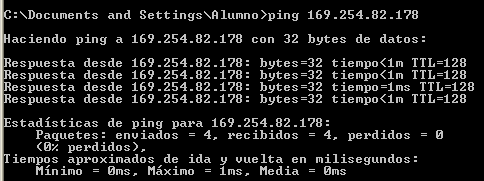 C:\Documents and Settings\Alumno>ping 169.254.82.178
Haciendo ping a 169.254.82.178 con 32 bytes de datos:
Respuesta desde 169.254.82.178: bytes=32 tiempo<1m TTL=128
Respuesta desde 169.254.82.178: bytes=32 tiempo<1m TTL=128
Respuesta desde 169.254.82.178: bytes=32 tiempo=1ms TTL=128
Respuesta desde 169.254.82.178: bytes=32 tiempo<1m TTL=128
Estadísticas de ping para 169.254.82.178:
Paquetes: enviados = 4, recibidos = 4, perdidos = 0
(0% perdidos),
Tiempos aproximados de ida y vuelta en milisegundos:
Mínimo = 0ms, Máximo = 1ms, Media = 0ms